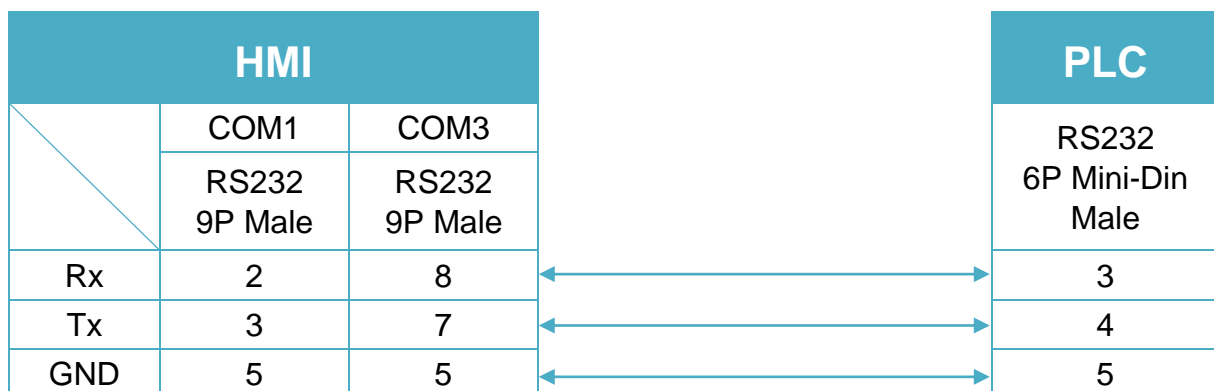 HMI
PLC
COM1 COM3
RS232
9P Male
RS232
9P Male
RS232
6P Mini-Din
Male
Rx 2 8 3
Tx 3 7 4
GND 5 5 5